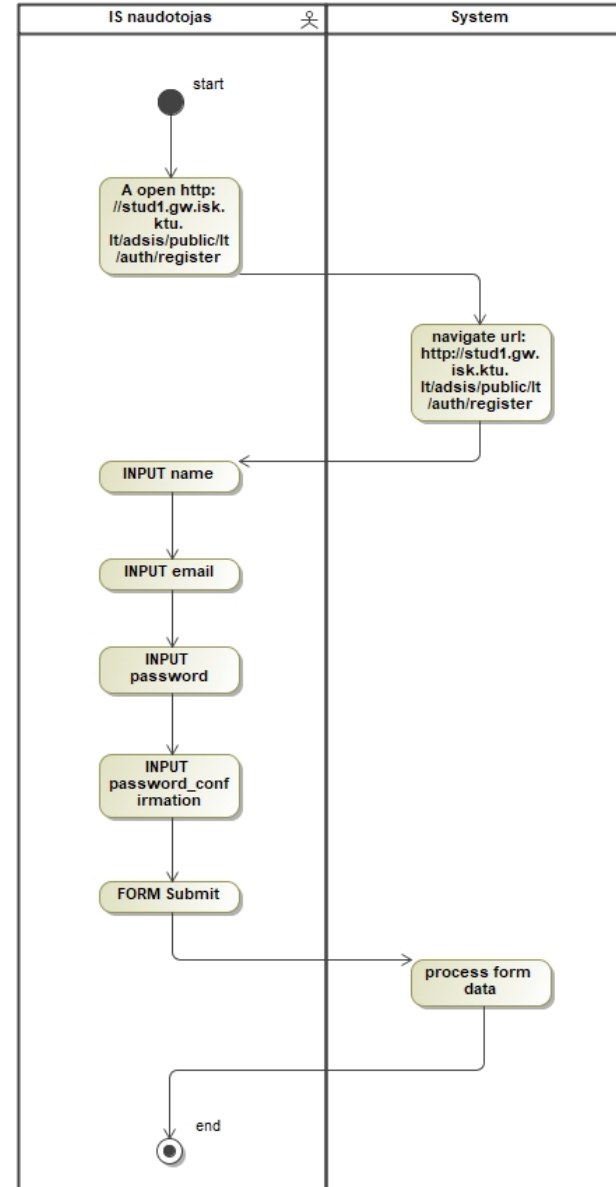 IS naudotojas
System
start
A open http:
//stud1.gw.isk.
ktu.
lt/adsis/public/lt
/auth/register
navigate url:
http://stud1.gw.
isk.ktu.
lt/adsis/public/lt
/auth/register
INPUT name
INPUT email
INPUT
password
INPUT
password_conf
irmation
FORM Submit
process form
data
end